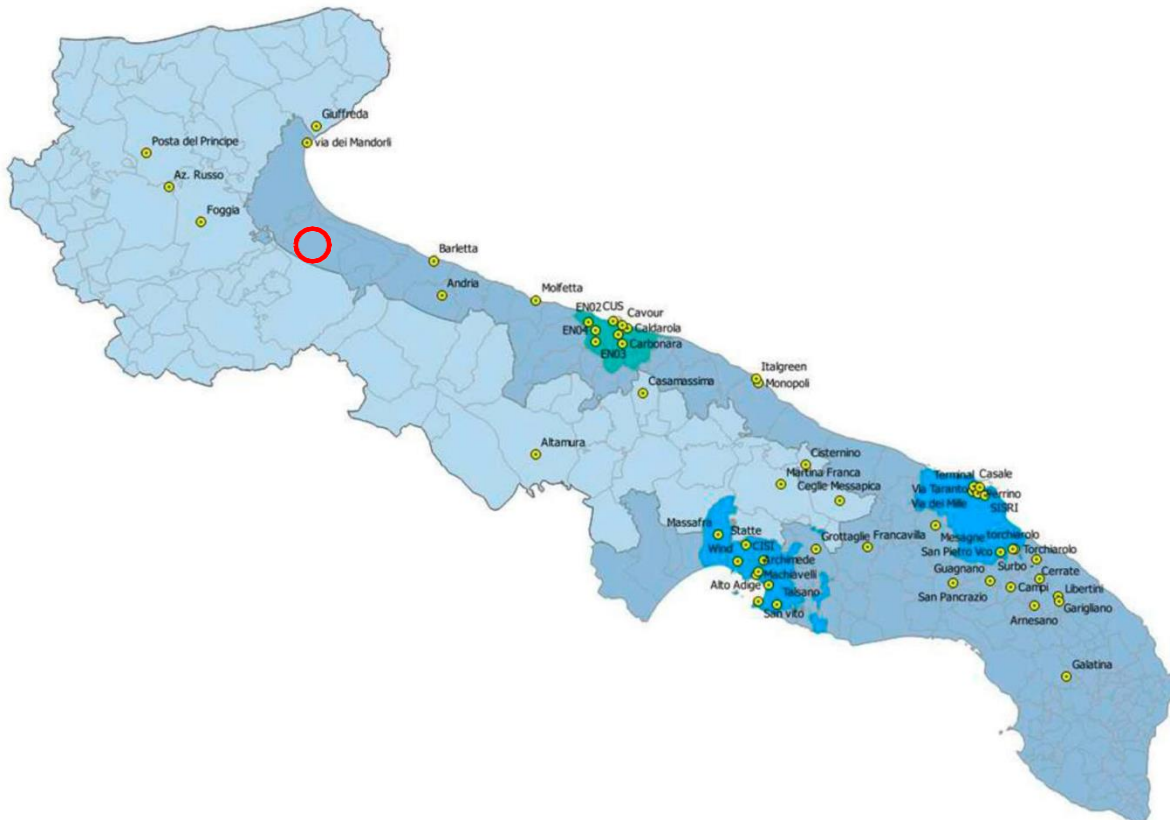 Giuffreda
via dei Mandorli
Posta del Principe
Az. Russo
Foggia
Barletta
Andria
Molfetta
EN02 CUS
Cavour
EN04
Caldarola
Carbonara
EN03
Italgreen
Monopoli
Casamassima
Altamura
Cisternino
Martina Franca
Ceglie Messapica
Terminal Casale
Via Taranto
Perrino
Via dei Mille
SISRI
Massafra
Statte
Grottaglie
Francavilla
Mesagne
torchiarolo
Wind
CISI
San Pietro Vco
Torchiarolo
Archimede
Guagnano
Surbo
Cerrate
Alto Adige
Machiavelli
San Pancrazio
Campi
Libertini
Talsano
Garigliano
San vito
Arnesano
Galatina